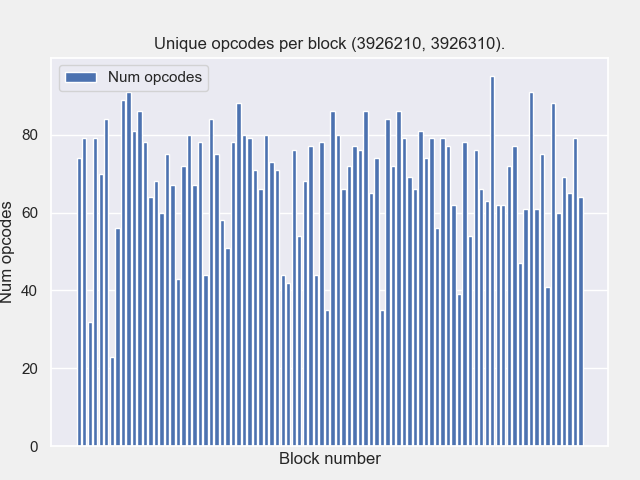 Unique opcodes per block (3926210, 3926310).
Num opcodes
80
60
40
20
0
Num opcodes
Block number